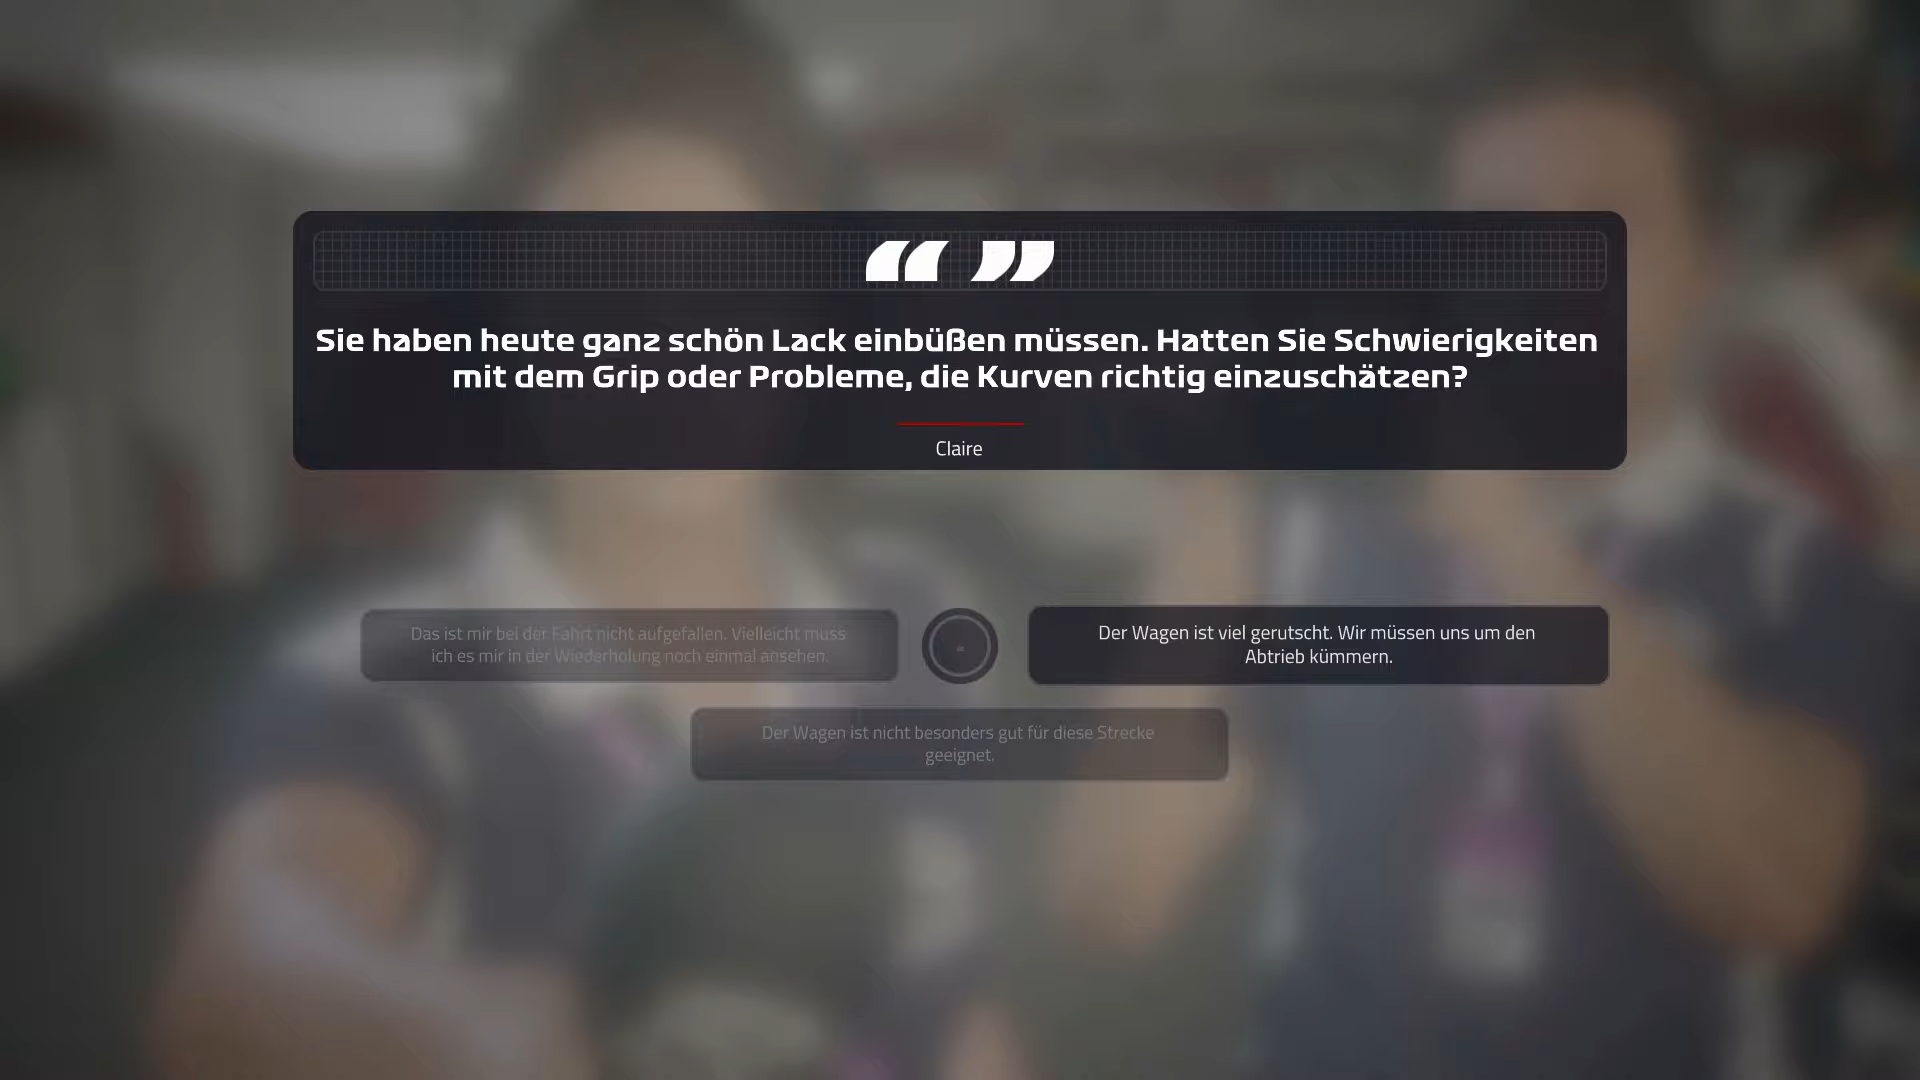 “ ”
Sie haben heute ganz schön Lack einbüßen müssen. Hatten Sie Schwierigkeiten
mit dem Grip oder Probleme, die Kurven richtig einzuschätzen?
Claire
Das ist mir bei der Fahrt nicht aufgefallen. Vielleicht muss
ich es mir in der Wiederholung noch einmal ansehen.
Der Wagen ist viel gerutscht. Wir müssen uns um den
Abtrieb kümmern.
Der Wagen ist nicht besonders gut für diese Strecke
geeignet.